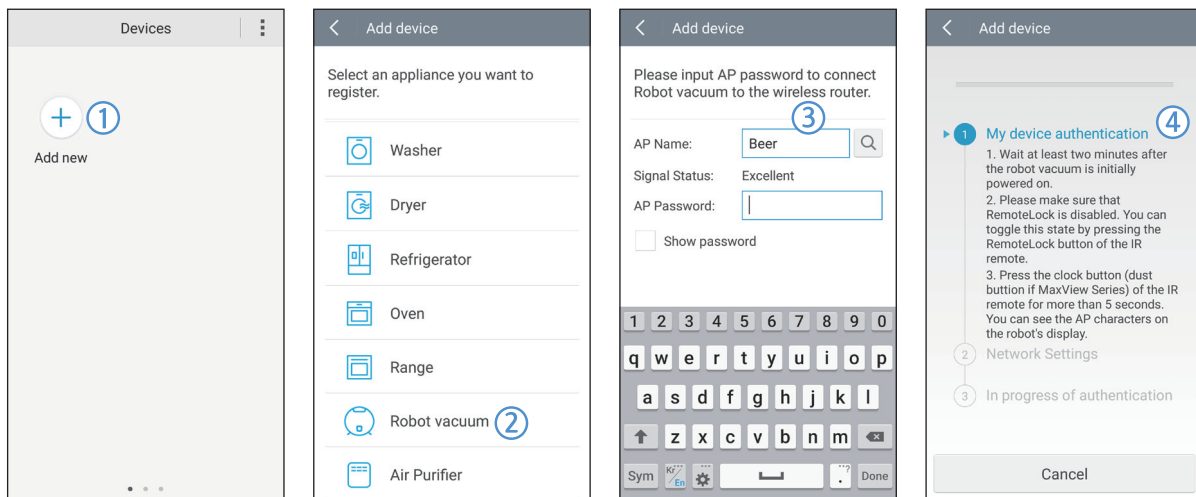 Devices
1
Add new
Add device
Select an appliance you want to
register.
Washer
Dryer
Refrigerator
Oven
Range
Robot vacuum 2
Air Purifier
Add device
Please input AP password to connect
Robot vacuum to the wireless router.
3
AP Name: Beer
Signal Status: Excellent
AP Password:
Show password
1 2 3 4 5 6 7 8 9 0
q w e r t y u i o p
a s d f g h j k l
z x c v b n m
Sym Kr/En . Done
Add device
4
1 My device authentication
1. Wait at least two minutes after
the robot vacuum is initially
powered on.
2. Please make sure that
RemoteLock is disabled. You can
toggle this state by pressing the
RemoteLock button of the IR
remote.
3. Press the clock button (dust
buttion if MaxView Series) of the IR
remote for more than 5 seconds.
You can see the AP characters on
the robot's display.
2 Network Settings
3 In progress of authentication
Cancel